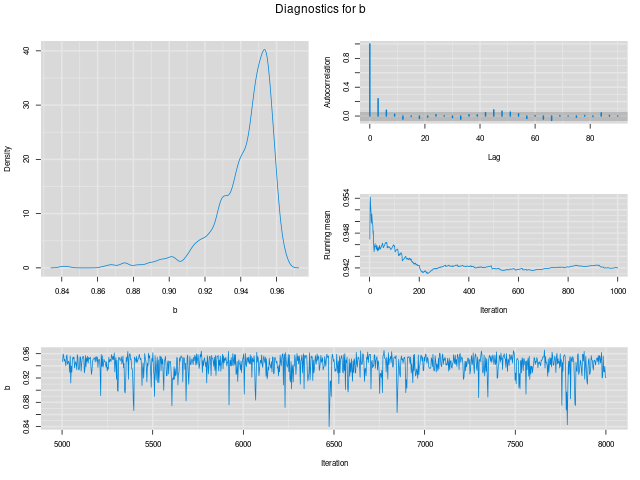 Diagnostics for b
Density
0 10 20 30 40
0.84 0.86 0.88 0.90 0.92 0.94 0.96
b
Autocorrelation
0.0 0.4 0.8
0 20 40 60 80
Lag
Running mean
0.942 0.948 0.954
0 200 400 600 800 1000
Iteration
b
0.84 0.88 0.92 0.96
5000 5500 6000 6500 7000 7500 8000
Iteration